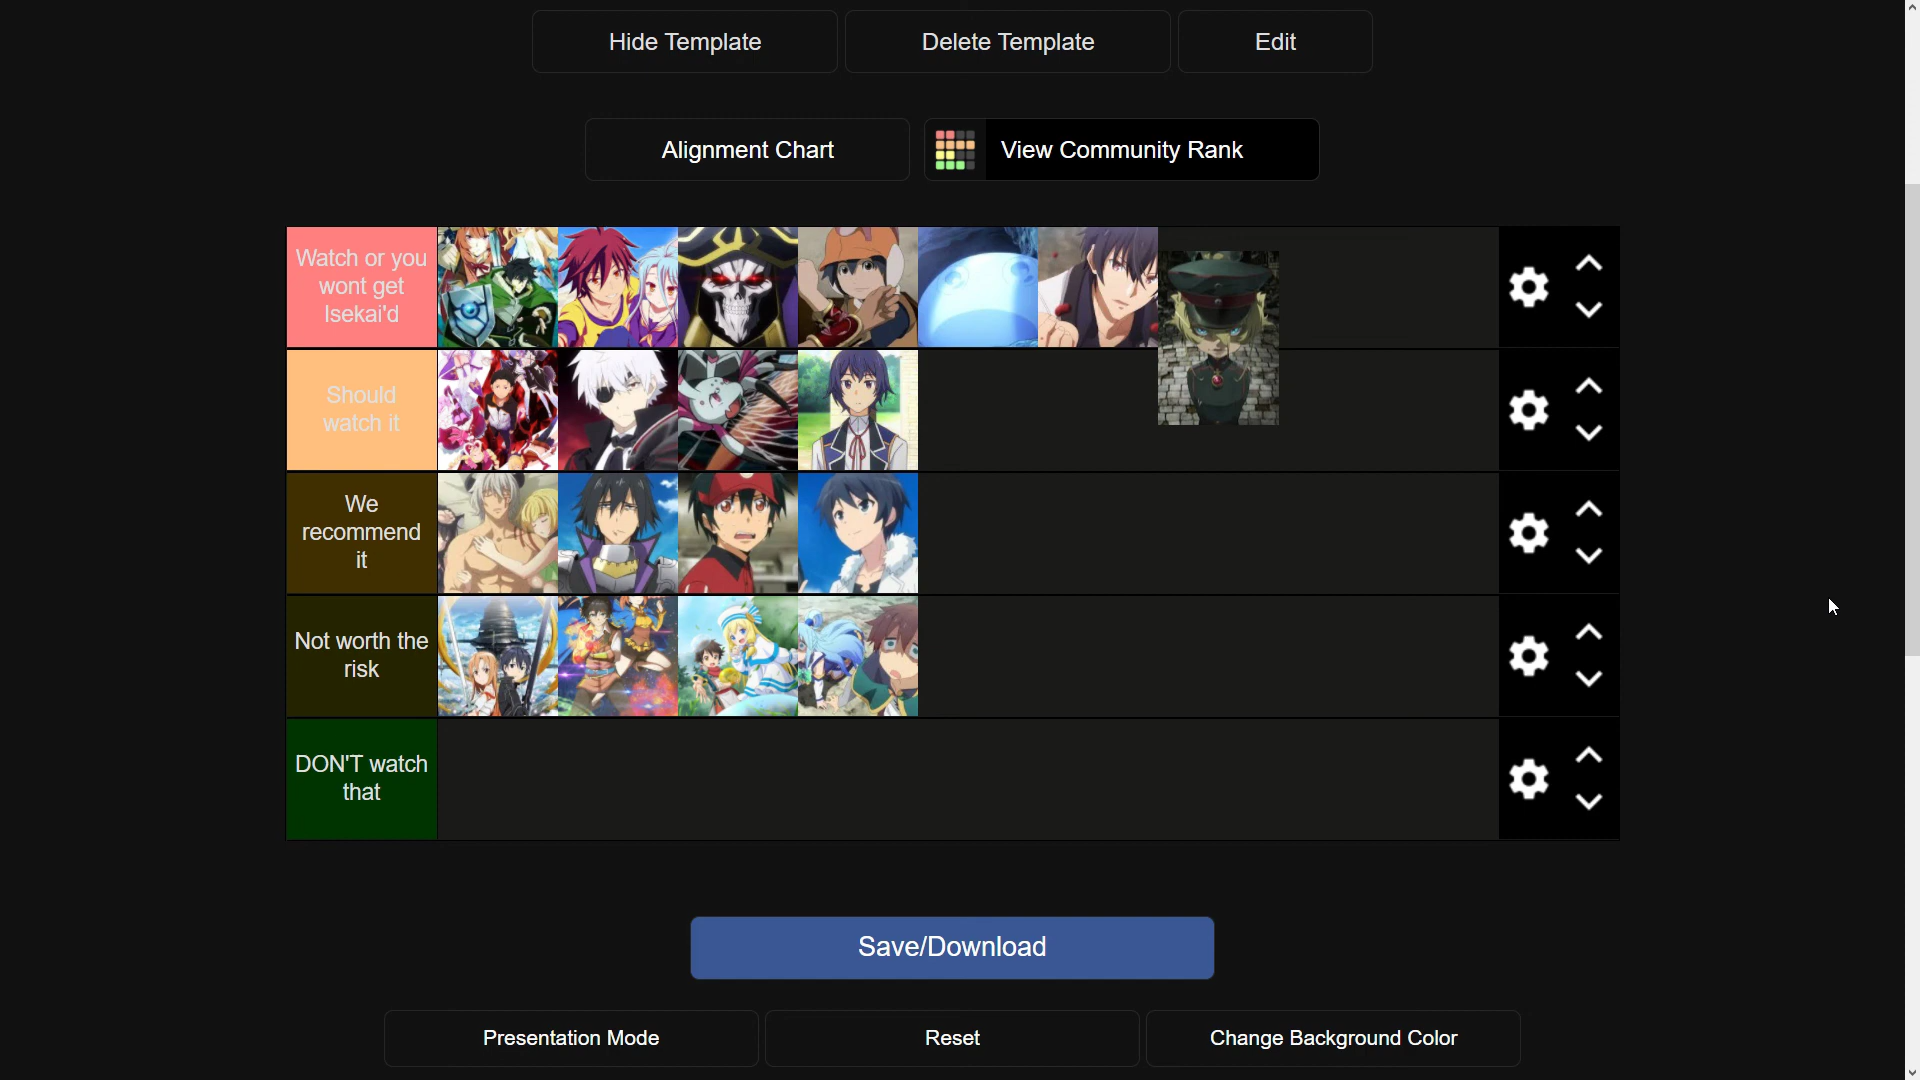 Hide Template
Delete Template
Edit
Alignment Chart
View Community Rank
Watch or you
wont get
Isekai'd
Should
watch it
We
recommend
it
Not worth the
risk
DON'T watch
that
Save/Download
Presentation Mode
Reset
Change Background Color